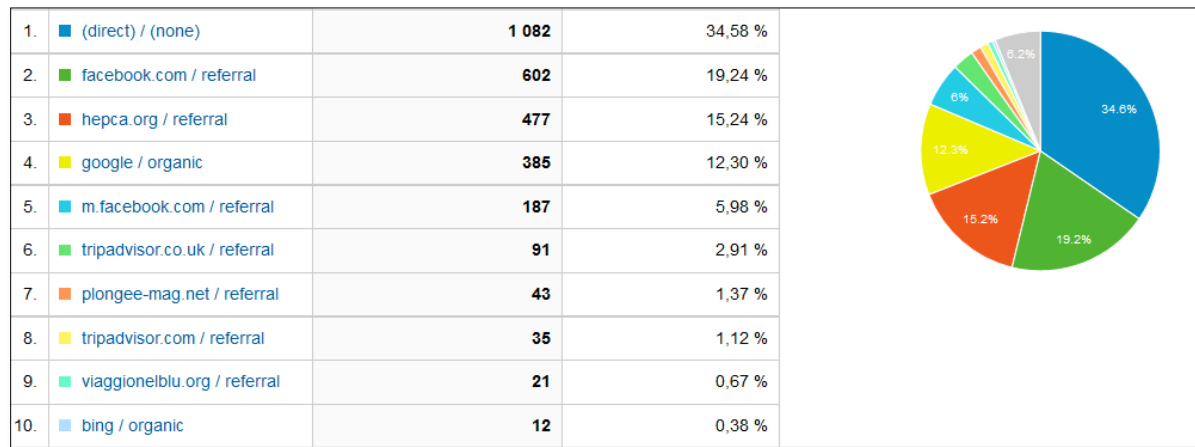 1. (direct) / (none) 1 082 34,58 %
2. facebook.com / referral 602 19,24 %
3. hepca.org / referral 477 15,24 %
4. google / organic 385 12,30 %
5. m.facebook.com / referral 187 5,98 %
6. tripadvisor.co.uk / referral 91 2,91 %
7. plongee-mag.net / referral 43 1,37 %
8. tripadvisor.com / referral 35 1,12 %
9. viaggionelblu.org / referral 21 0,67 %
10. bing / organic 12 0,38 %
6.2%
6%
34.6%
12.3%
15.2%
19.2%